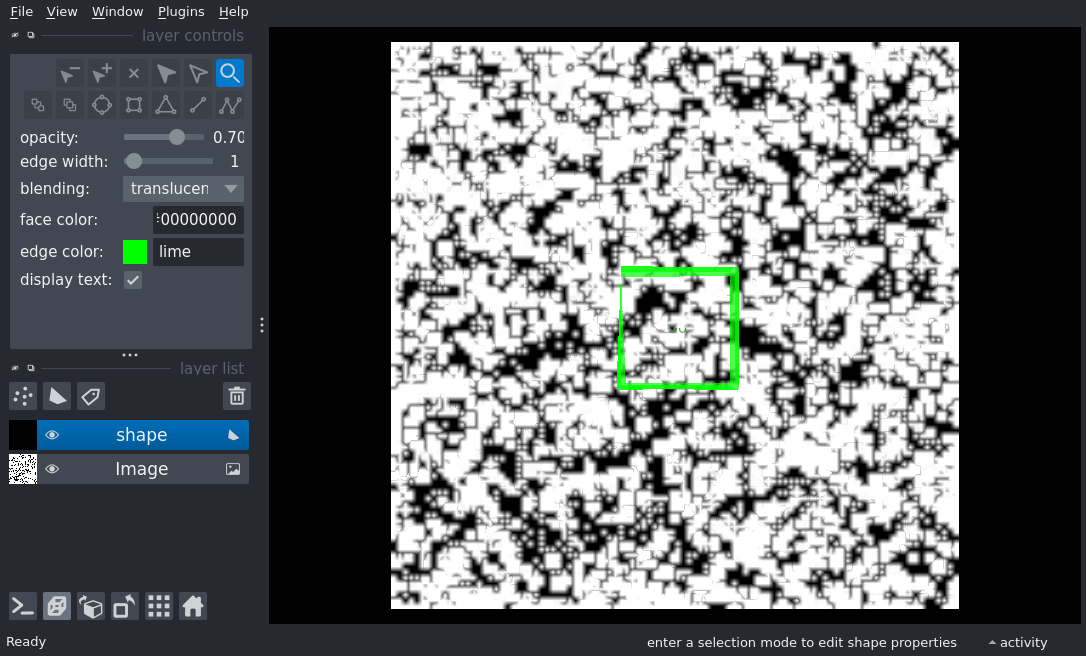 File View Window Plugins Help
layer controls
opacity: 0.70
edge width: 1
blending: translucen
face color: 00000000
edge color: lime
display text:
layer list
shape
Image
Ready
enter a selection mode to edit shape properties
activity